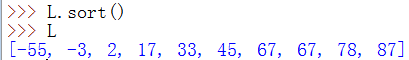 >>> L.sort()
>>> L
[-55, -3, 2, 17, 33, 45, 67, 67, 78, 87]